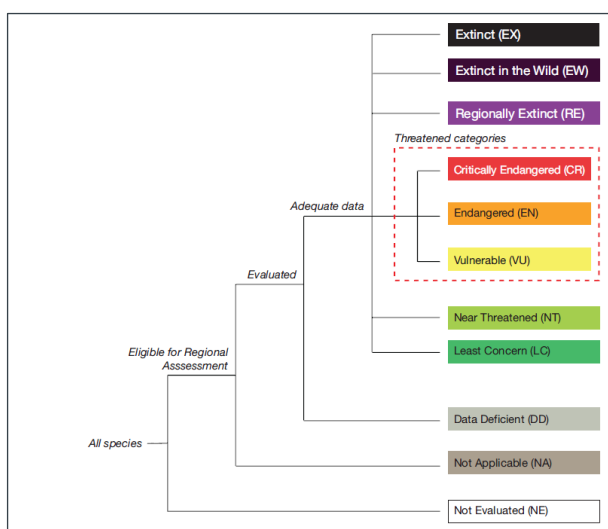 Extinct (EX)
Extinct in the Wild (EW)
Regionally Extinct (RE)
Threatened categories
Critically Endangered (CR)
Adequate data
Endangered (EN)
Vulnerable (VU)
Evaluated
Near Threatened (NT)
Eligible for Regional
Asssessment
Least Concern (LC)
Data Deficient (DD)
All species
Not Applicable (NA)
Not Evaluated (NE)